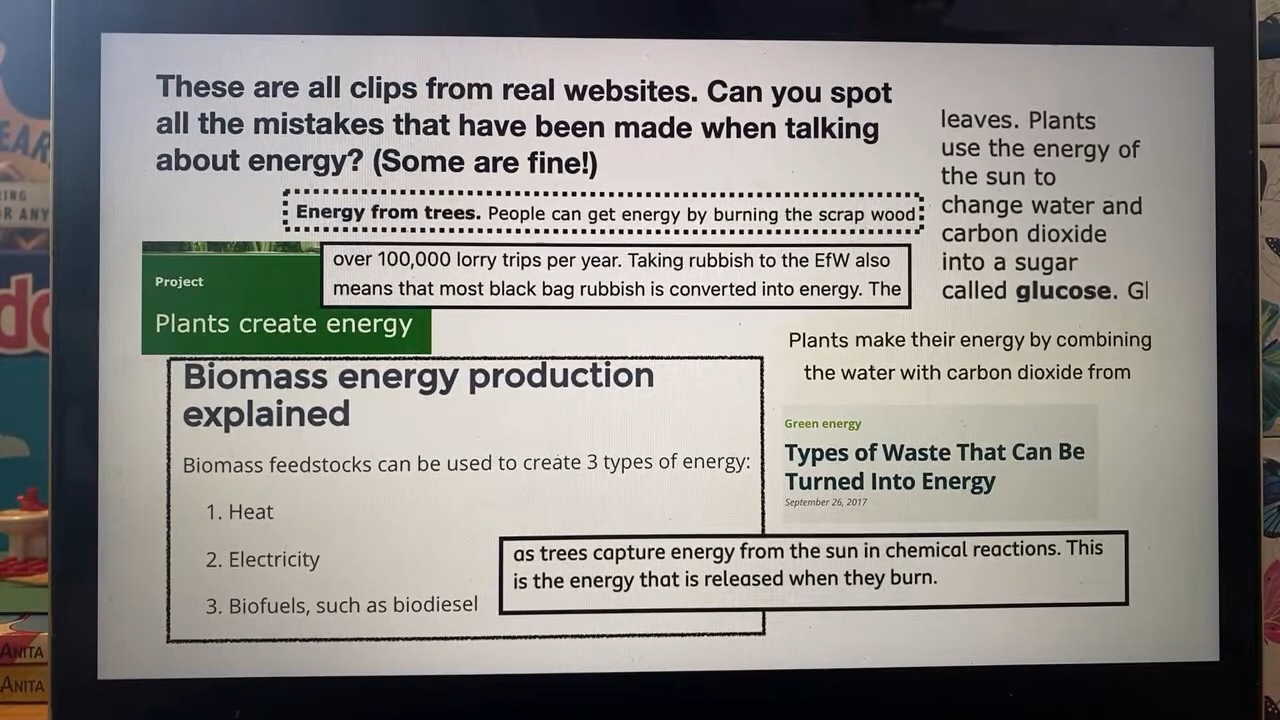 These are all clips from real websites. Can you spot
all the mistakes that have been made when talking
about energy? (Some are fine!)
leaves. Plants
use the energy of
the sun to
change water and
carbon dioxide
into a sugar
called glucose. Gl
Energy from trees. People can get energy by burning the scrap wood
over 100,000 lorry trips per year. Taking rubbish to the EfW also
means that most black bag rubbish is converted into energy. The
Project
Plants create energy
Plants make their energy by combining
the water with carbon dioxide from
Biomass energy production
explained
Biomass feedstocks can be used to create 3 types of energy:
1. Heat
2. Electricity
3. Biofuels, such as biodiesel
Green energy
Types of Waste That Can Be
Turned Into Energy
September 26, 2017
as trees capture energy from the sun in chemical reactions. This
is the energy that is released when they burn.
EAR
ING
R ANY
ANITA
ANITA